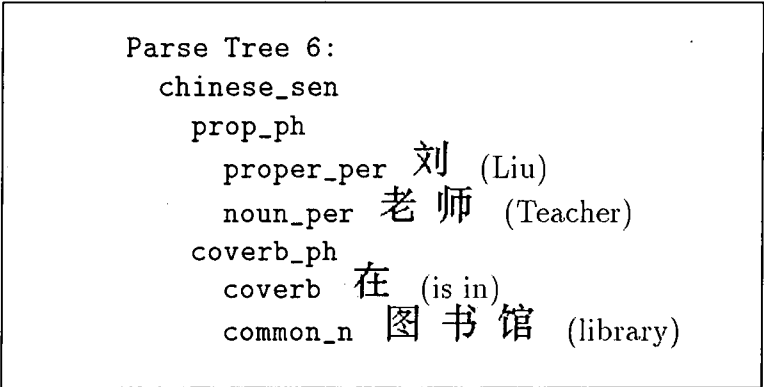 Parse Tree 6:
chinese_sen
prop_ph
proper_per 刘 (Liu)
noun_per 老 师 (Teacher)
coverb_ph
coverb 在 (is in)
common_n 图 书 馆 (library)